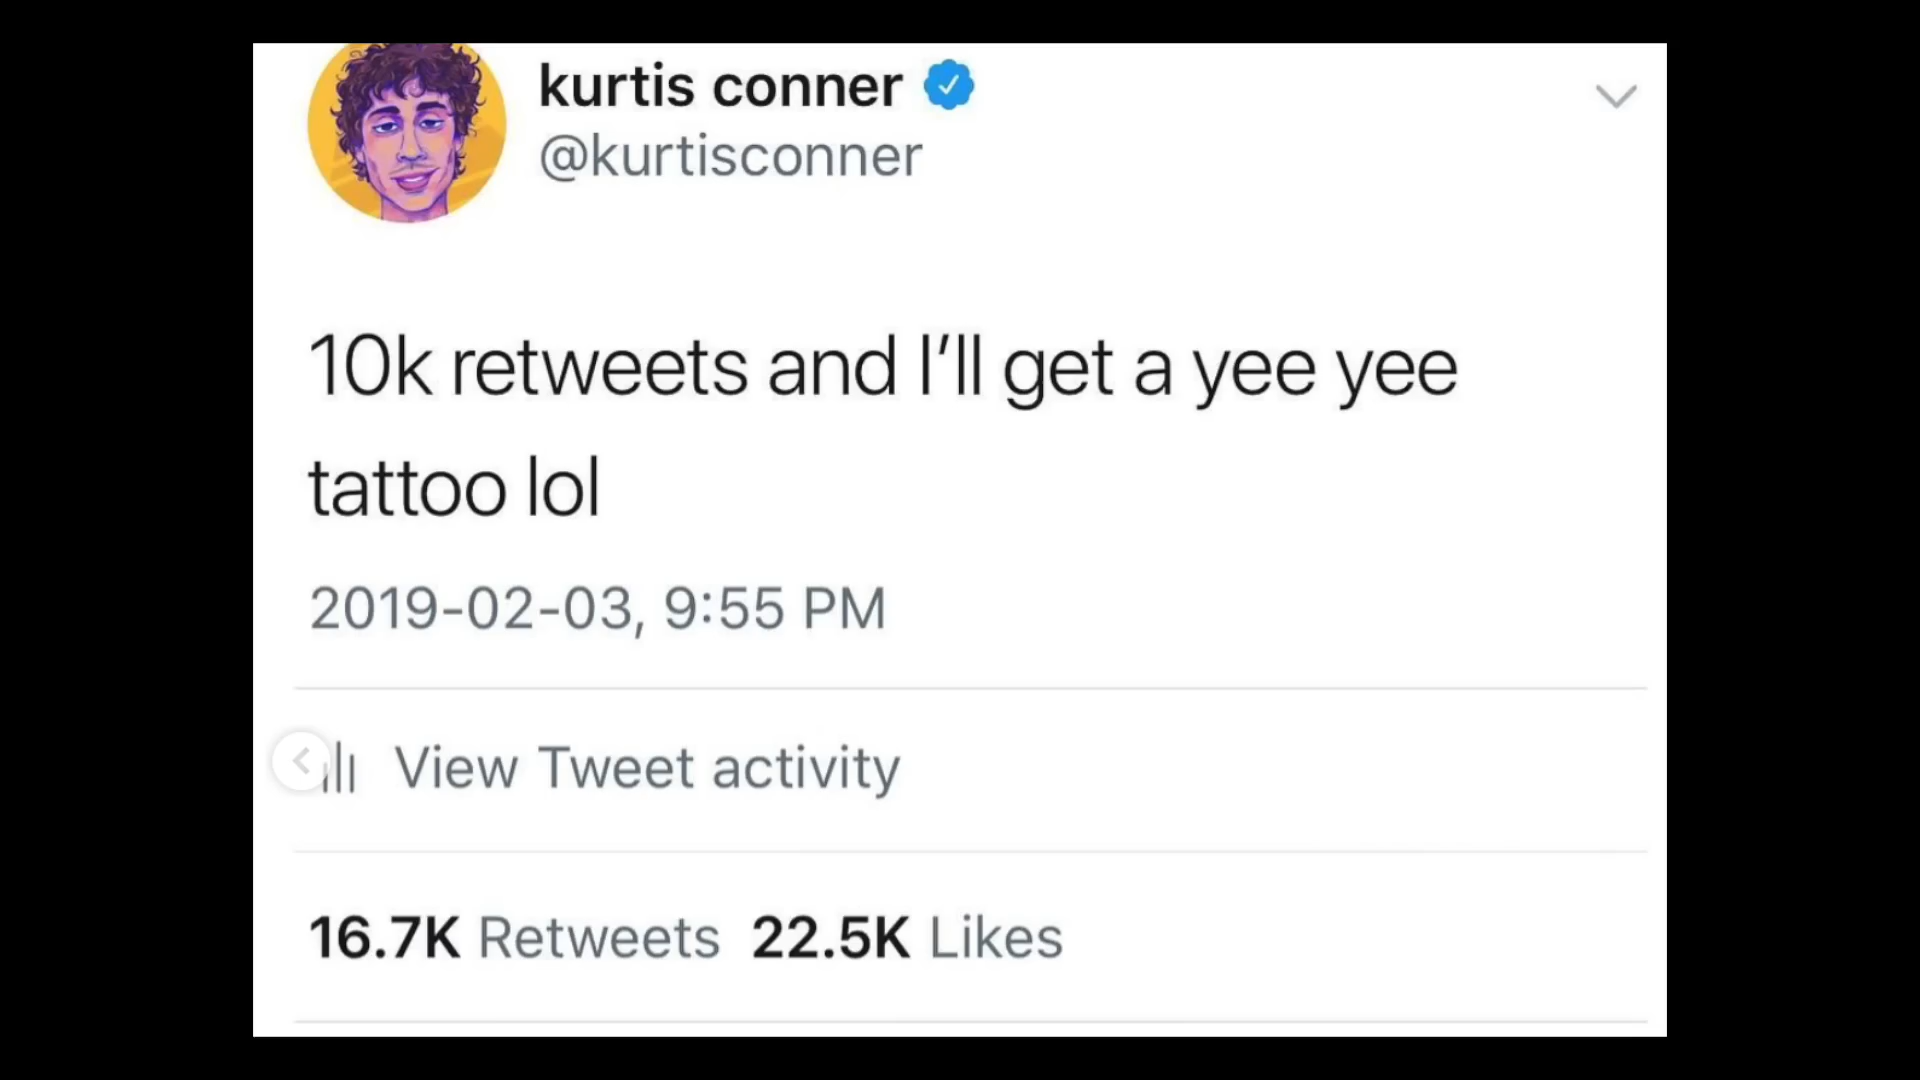 kurtis conner
@kurtisconner
10k retweets and I’ll get a yee yee
tattoo lol
2019-02-03, 9:55 PM
View Tweet activity
16.7K Retweets 22.5K Likes